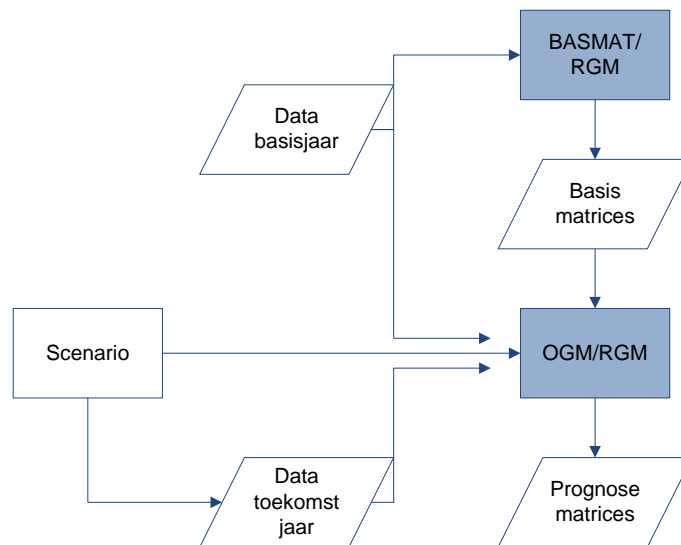 BASMAT/
RGM
Data
basisjaar
Basis
matrices
Scenario
OGM/RGM
Data
toekomst
jaar
Prognose
matrices